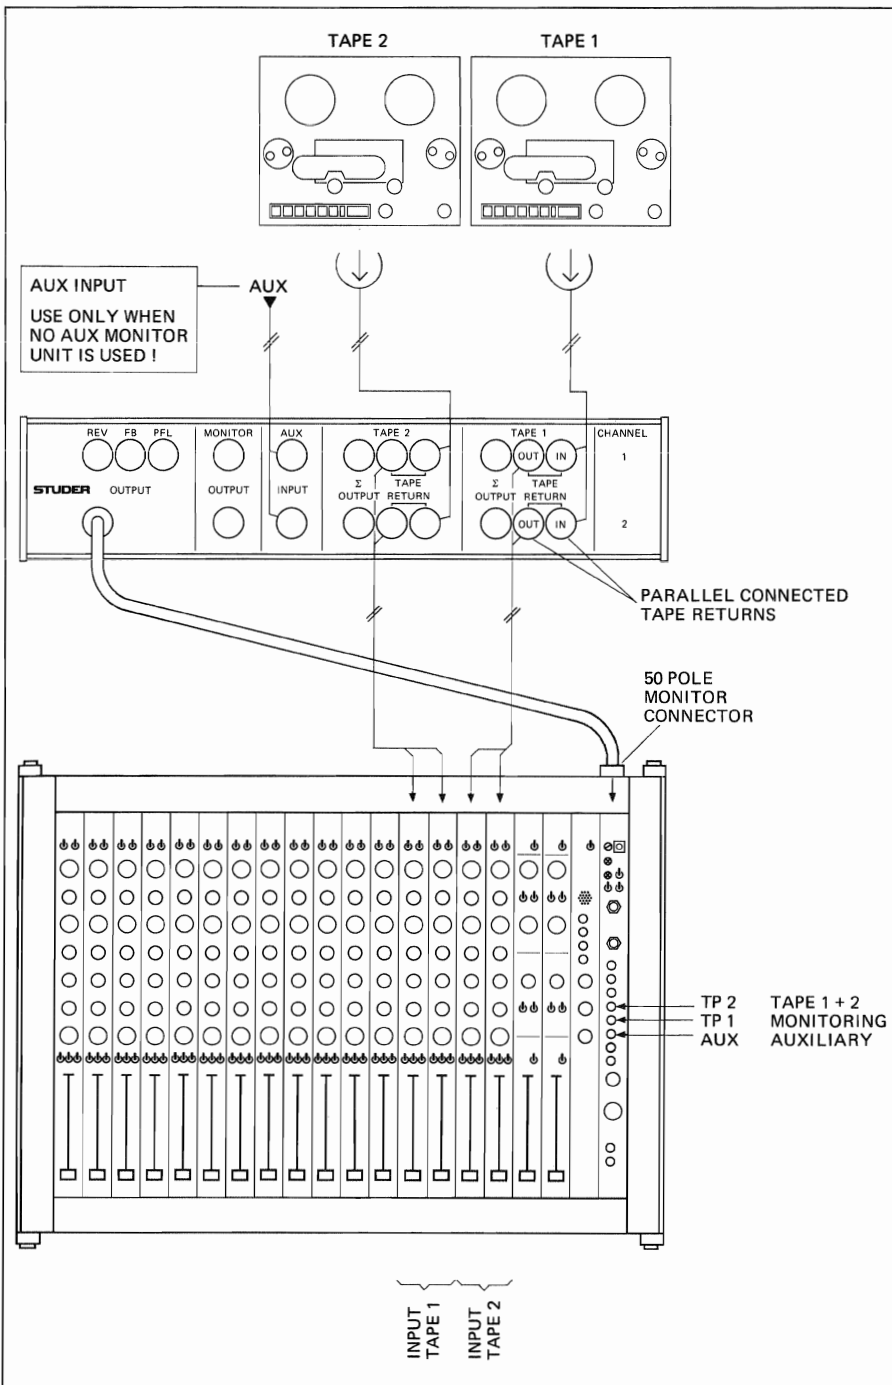 TAPE 2 TAPE 1
AUX INPUT
USE ONLY WHEN
NO AUX MONITOR
UNIT IS USED !
AUX
REV FB PFL MONITOR AUX TAPE 2 TAPE 1 CHANNEL
OUT IN 1
STUDER OUTPUT OUTPUT INPUT Σ OUTPUT TAPE RETURN Σ OUTPUT TAPE RETURN
OUT IN 2
PARALLEL CONNECTED
TAPE RETURNS
50 POLE
MONITOR
CONNECTOR
TP 2 TAPE 1 + 2
TP 1 MONITORING
AUX AUXILIARY
INPUT
TAPE 1
INPUT
TAPE 2